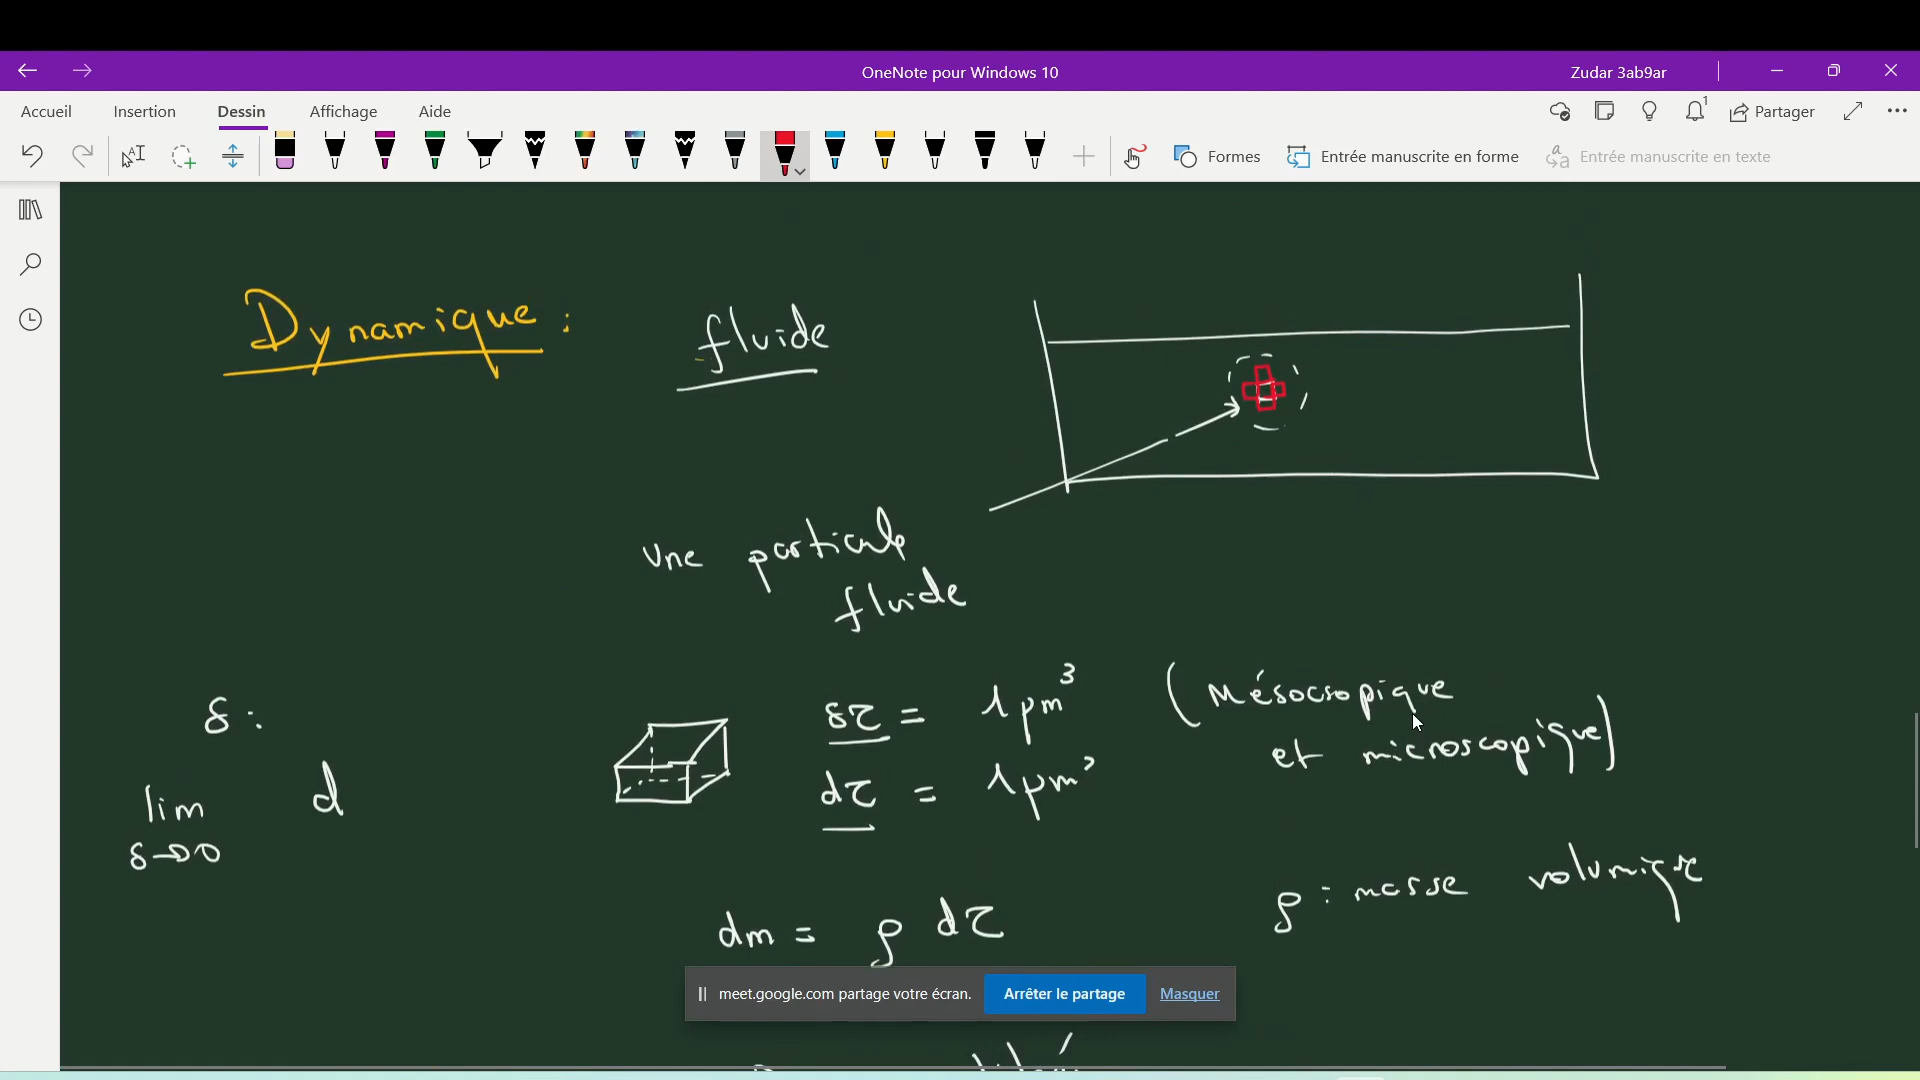 OneNote pour Windows 10
Zudar 3ab9ar
Accueil Insertion Dessin Affichage Aide
1
Partager
Formes
Entrée manuscrite en forme
Entrée manuscrite en texte
Dynamique :
fluide
une particule
fluide
δ :
δτ = 1 μm³
(Mésocsopique
et microscopique)
lim
δ→0
d
dτ = 1 μm³
dm = ρ dτ
ρ : masse volumique
meet.google.com partage votre écran.
Arrêter le partage
Masquer